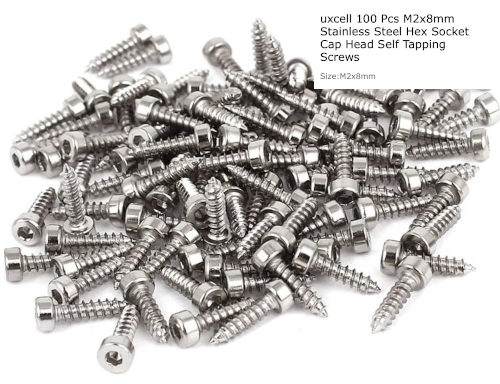 uxcell 100 Pcs M2x8mm
Stainless Steel Hex Socket
Cap Head Self Tapping
Screws
Size:M2x8mm